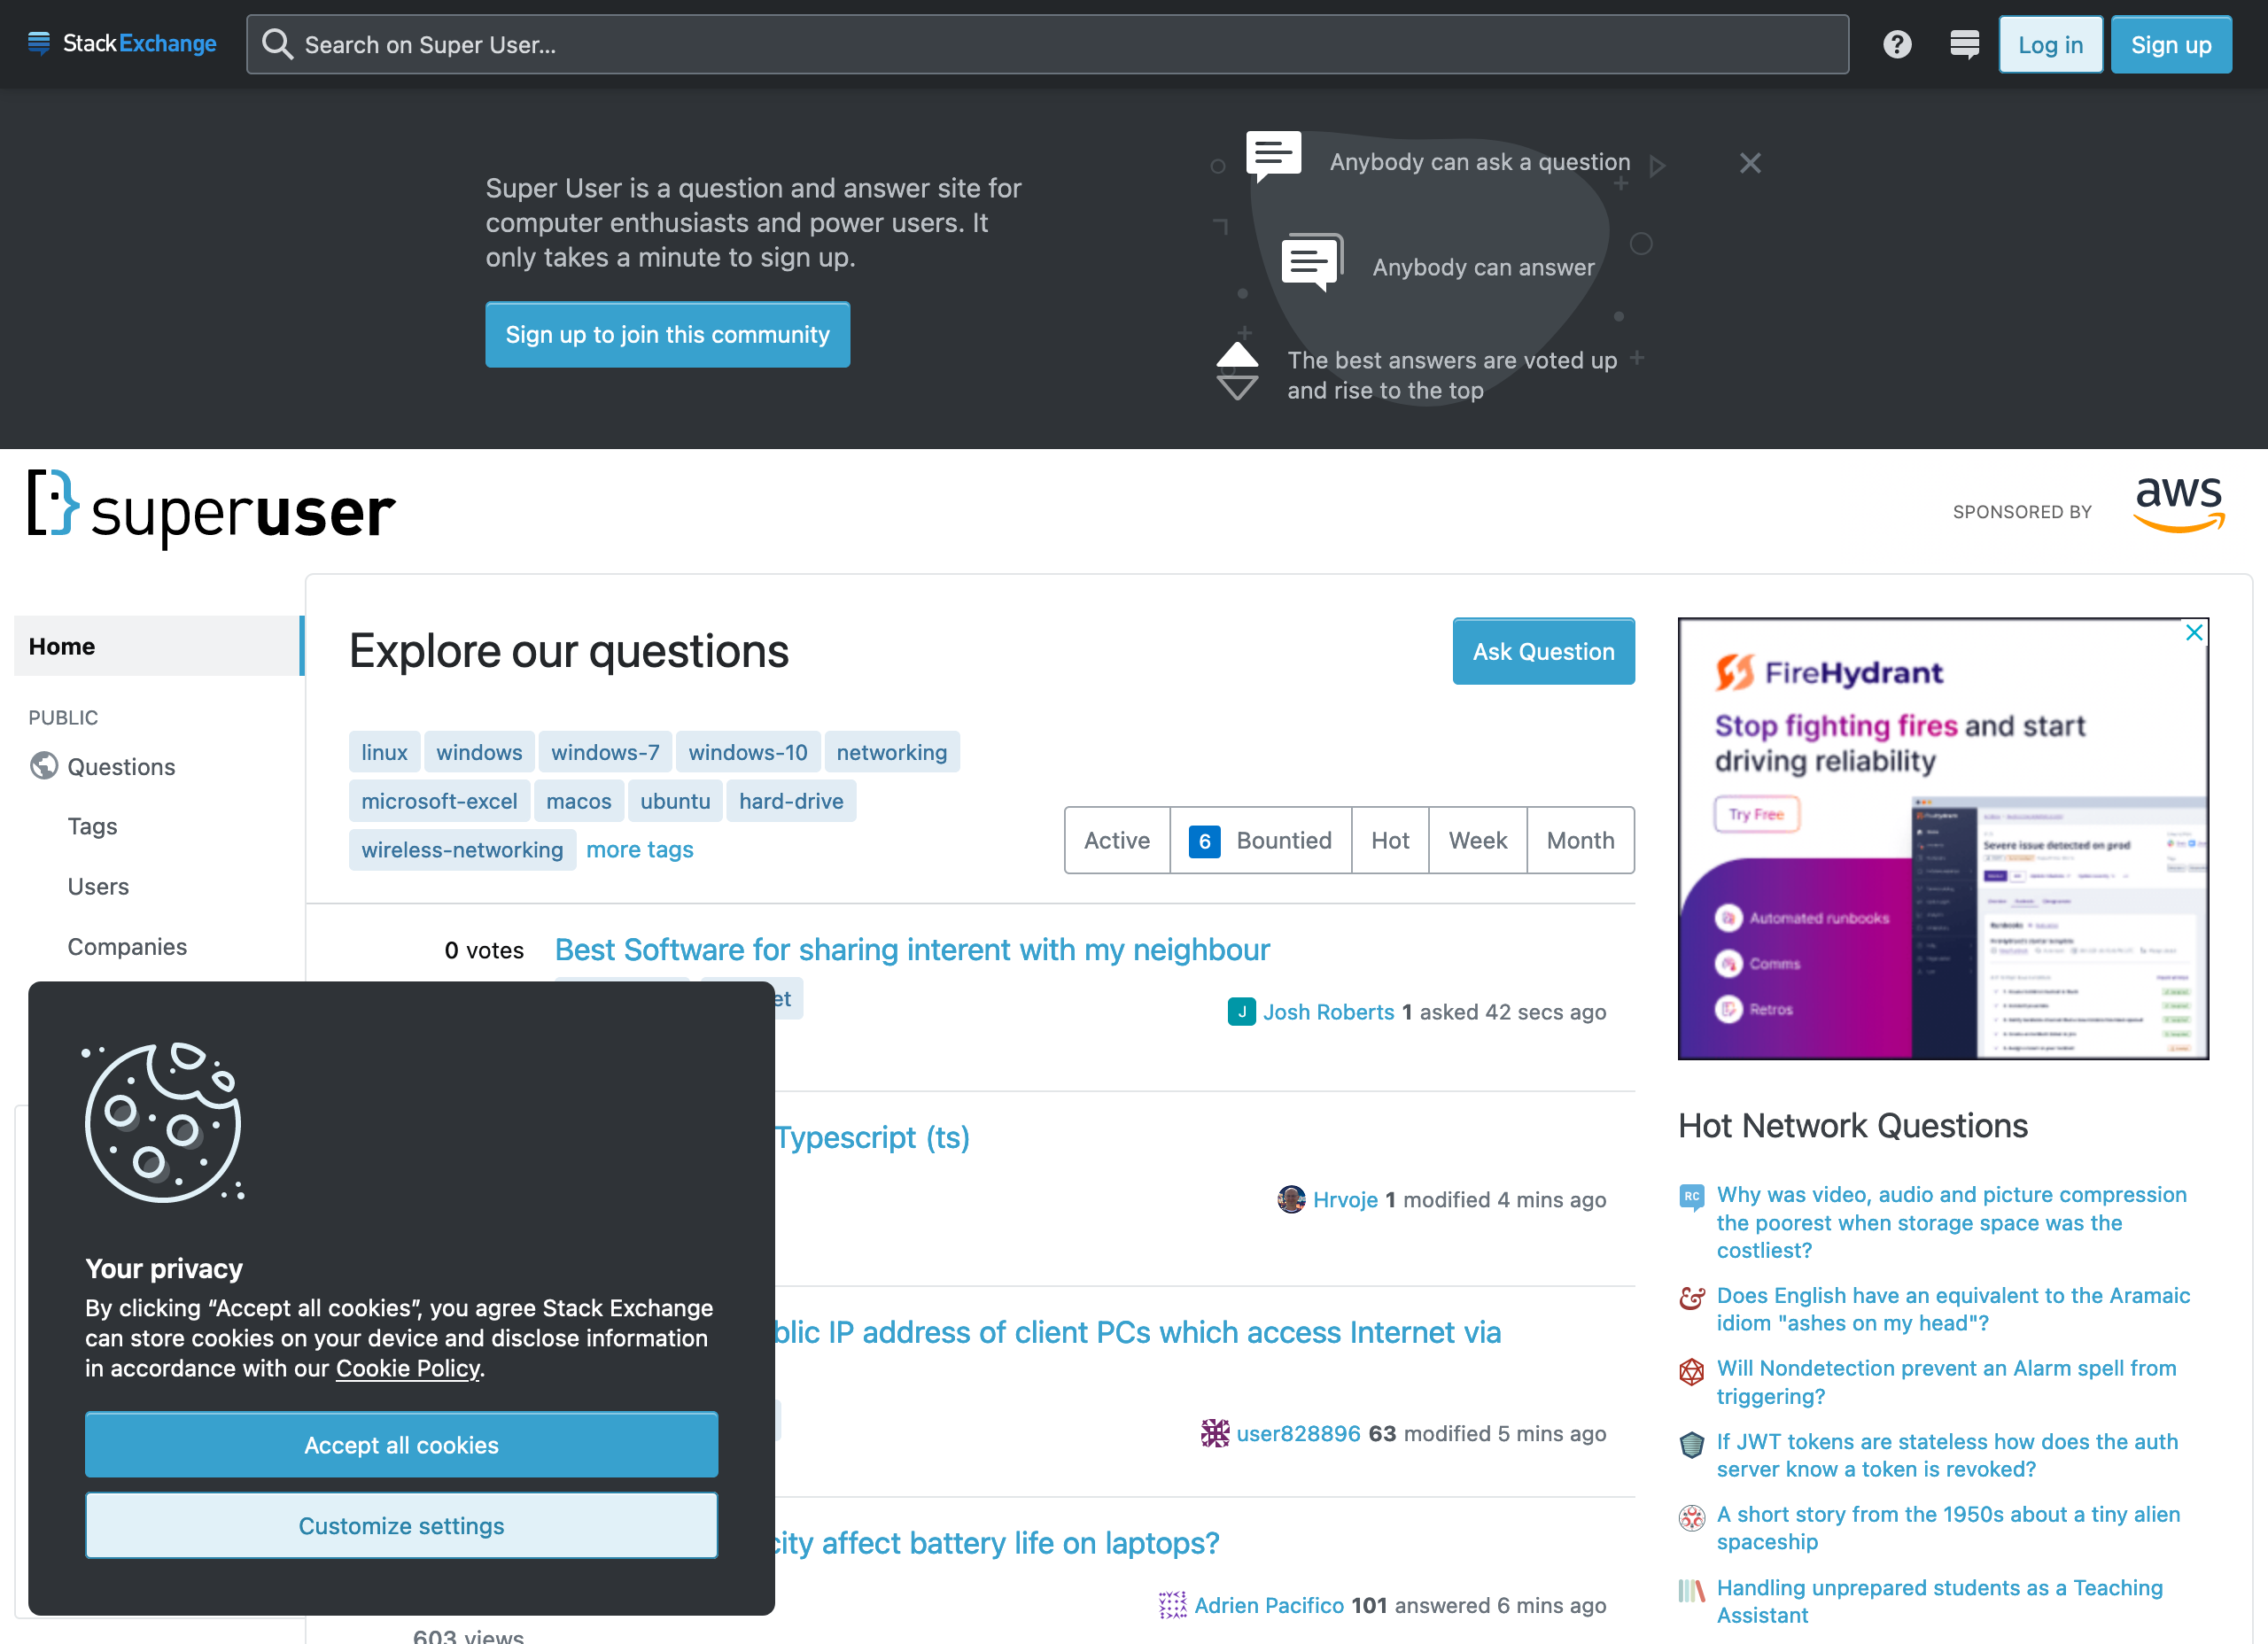 StackExchange
Search on Super User...
Log in
Sign up
Super User is a question and answer site for
computer enthusiasts and power users. It
only takes a minute to sign up.
Sign up to join this community
Anybody can ask a question
Anybody can answer
The best answers are voted up
and rise to the top
superuser
SPONSORED BY
aws
Home
PUBLIC
Questions
Tags
Users
Companies
Explore our questions
Ask Question
linux windows windows-7 windows-10 networking
microsoft-excel macos ubuntu hard-drive
wireless-networking more tags
Active 6 Bountied Hot Week Month
0 votes
Best Software for sharing interent with my neighbour
et
J Josh Roberts 1 asked 42 secs ago
Typescript (ts)
Hrvoje 1 modified 4 mins ago
blic IP address of client PCs which access Internet via
user828896 63 modified 5 mins ago
city affect battery life on laptops?
Adrien Pacifico 101 answered 6 mins ago
603 views
Your privacy
By clicking “Accept all cookies”, you agree Stack Exchange
can store cookies on your device and disclose information
in accordance with our Cookie Policy.
Accept all cookies
Customize settings
FireHydrant
Stop fighting fires and start
driving reliability
Try Free
Severe issue detected on prod
Automated runbooks
Comms
Retros
Runbooks
Hot Network Questions
RC
Why was video, audio and picture compression
the poorest when storage space was the
costliest?
Does English have an equivalent to the Aramaic
idiom "ashes on my head"?
Will Nondetection prevent an Alarm spell from
triggering?
If JWT tokens are stateless how does the auth
server know a token is revoked?
A short story from the 1950s about a tiny alien
spaceship
Handling unprepared students as a Teaching
Assistant